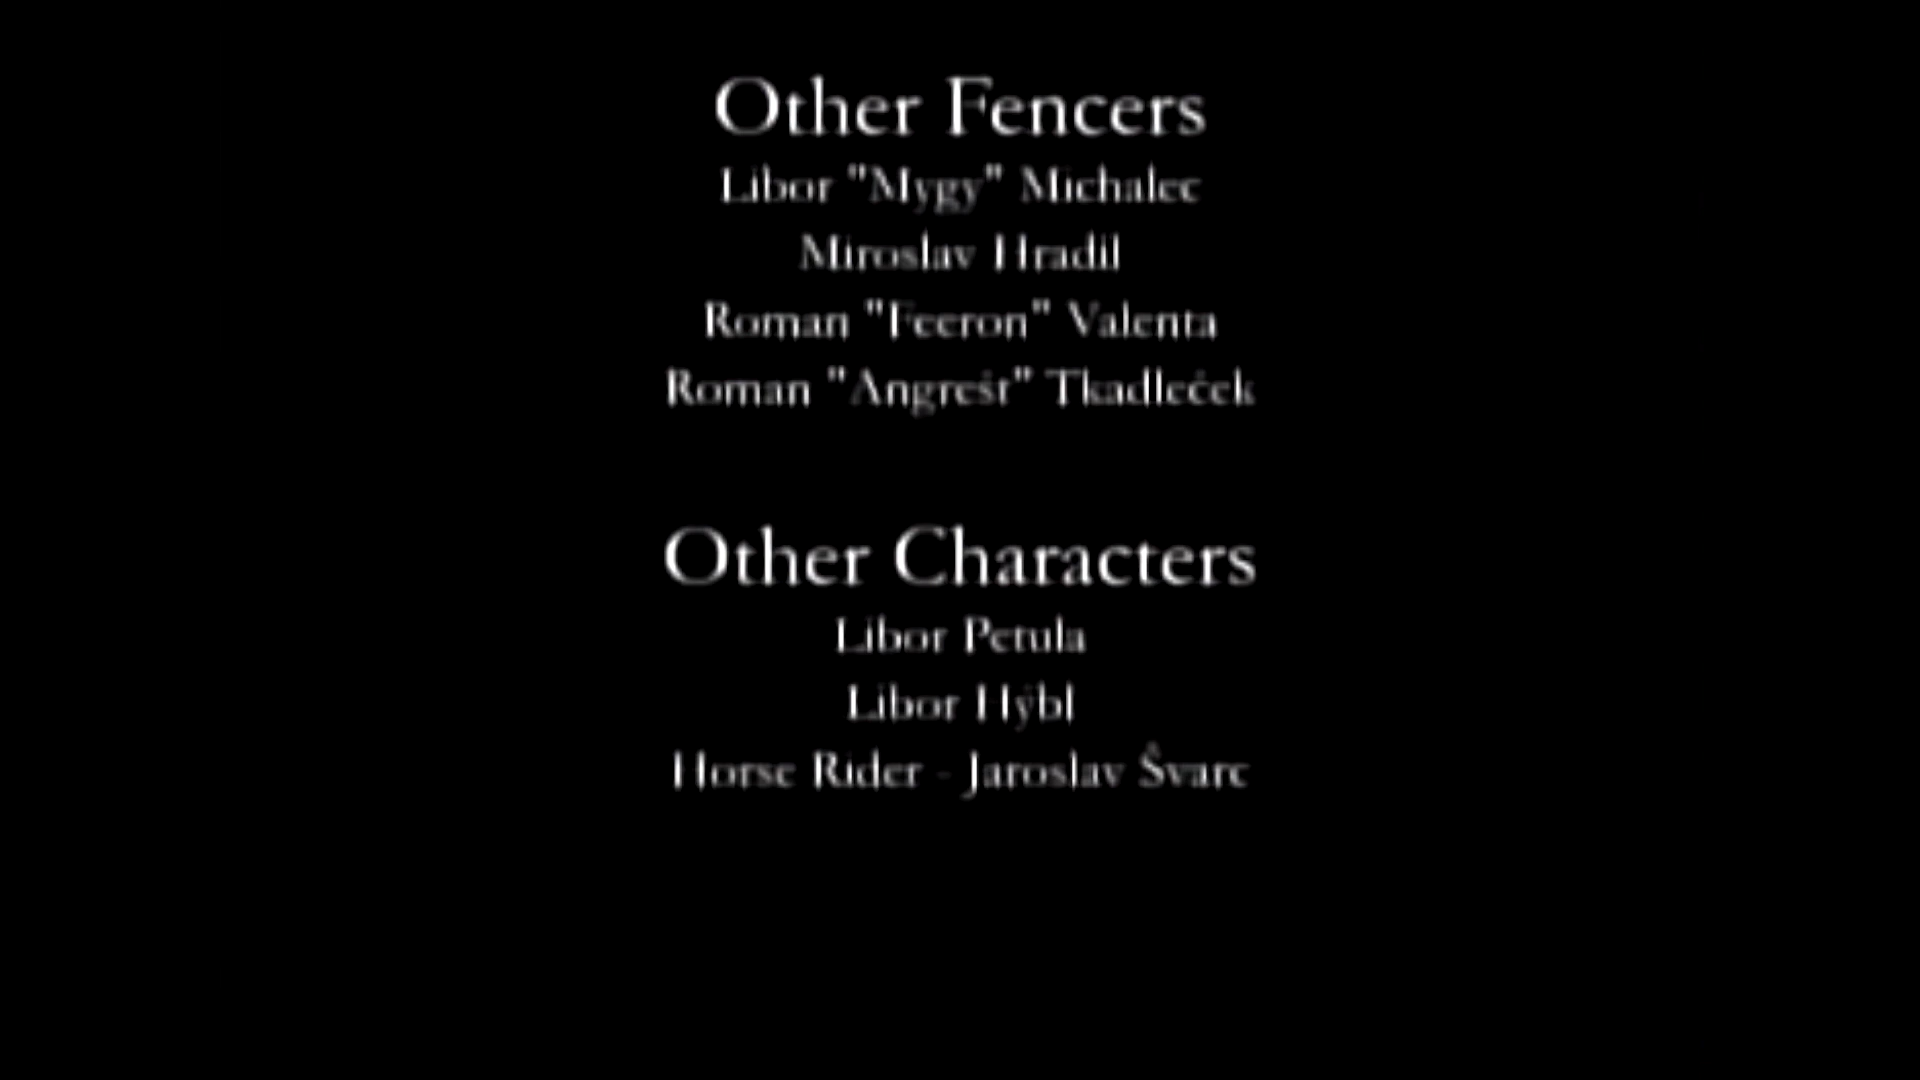 Other Fencers
Libor "Mygy" Michalec
Miroslav Hradil
Roman "Feeron" Valenta
Roman "Angrešt" Tkadleček
Other Characters
Libor Petula
Libor Hýbl
Horse Rider - Jaroslav Švarc